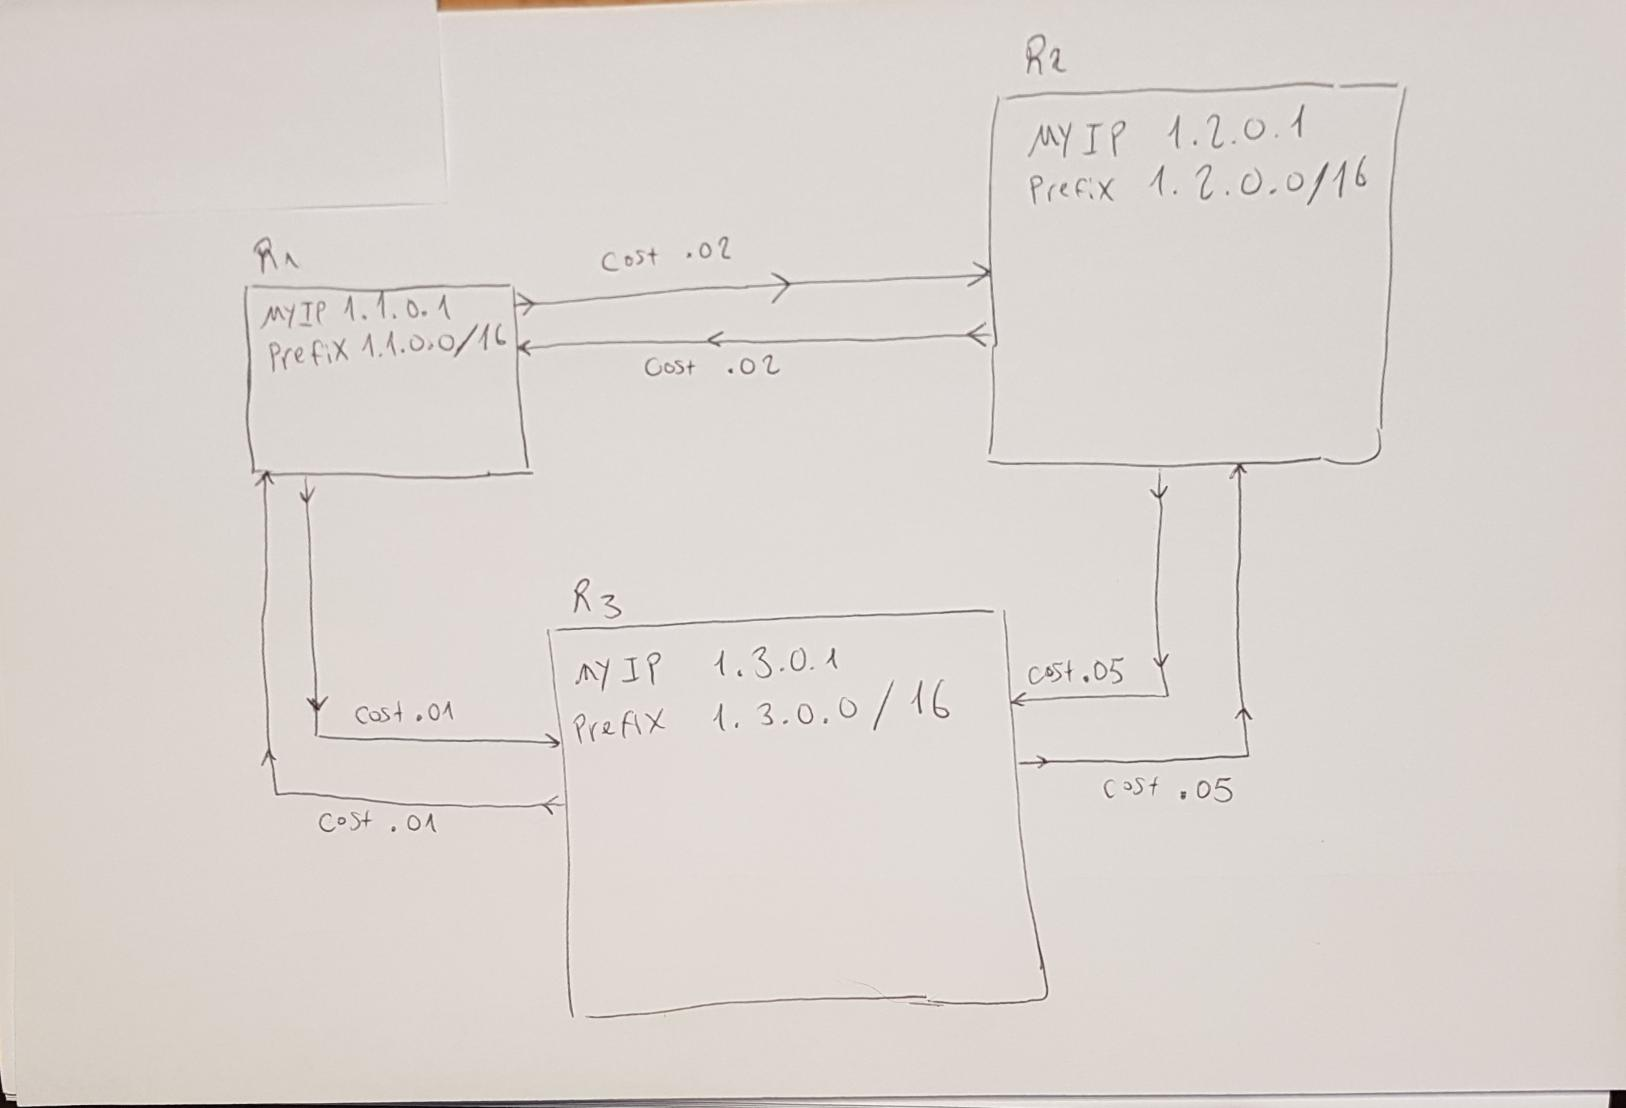 R2
MY IP 1.2.0.1
Prefix 1.2.0.0/16
R1
MY IP 1.1.0.1
Prefix 1.1.0.0/16
Cost .02
Cost .02
R3
MY IP 1.3.0.1
Prefix 1.3.0.0/16
Cost .01
Cost .01
Cost .05
Cost .05